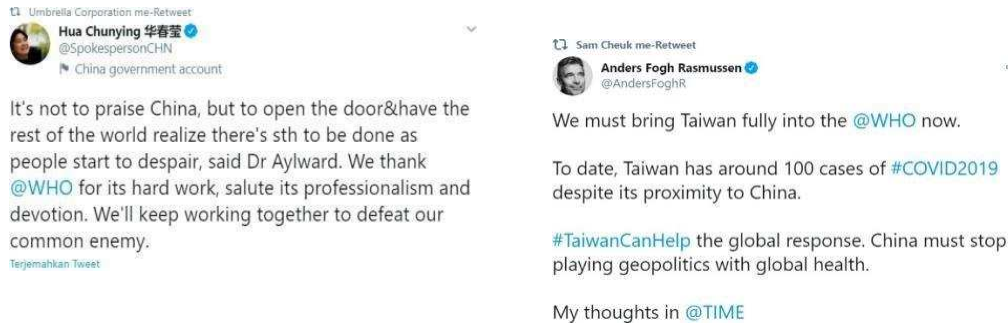 Umbrella Corporation me-Retweet
Hua Chunying 华春莹
@SpokespersonCHN
China government account
It's not to praise China, but to open the door&have the
rest of the world realize there's sth to be done as
people start to despair, said Dr Aylward. We thank
@WHO for its hard work, salute its professionalism and
devotion. We'll keep working together to defeat our
common enemy.
Terjemahkan Tweet
Sam Cheuk me-Retweet
Anders Fogh Rasmussen
@AndersFoghR
We must bring Taiwan fully into the @WHO now.
To date, Taiwan has around 100 cases of #COVID2019
despite its proximity to China.
#TaiwanCanHelp the global response. China must stop
playing geopolitics with global health.
My thoughts in @TIME